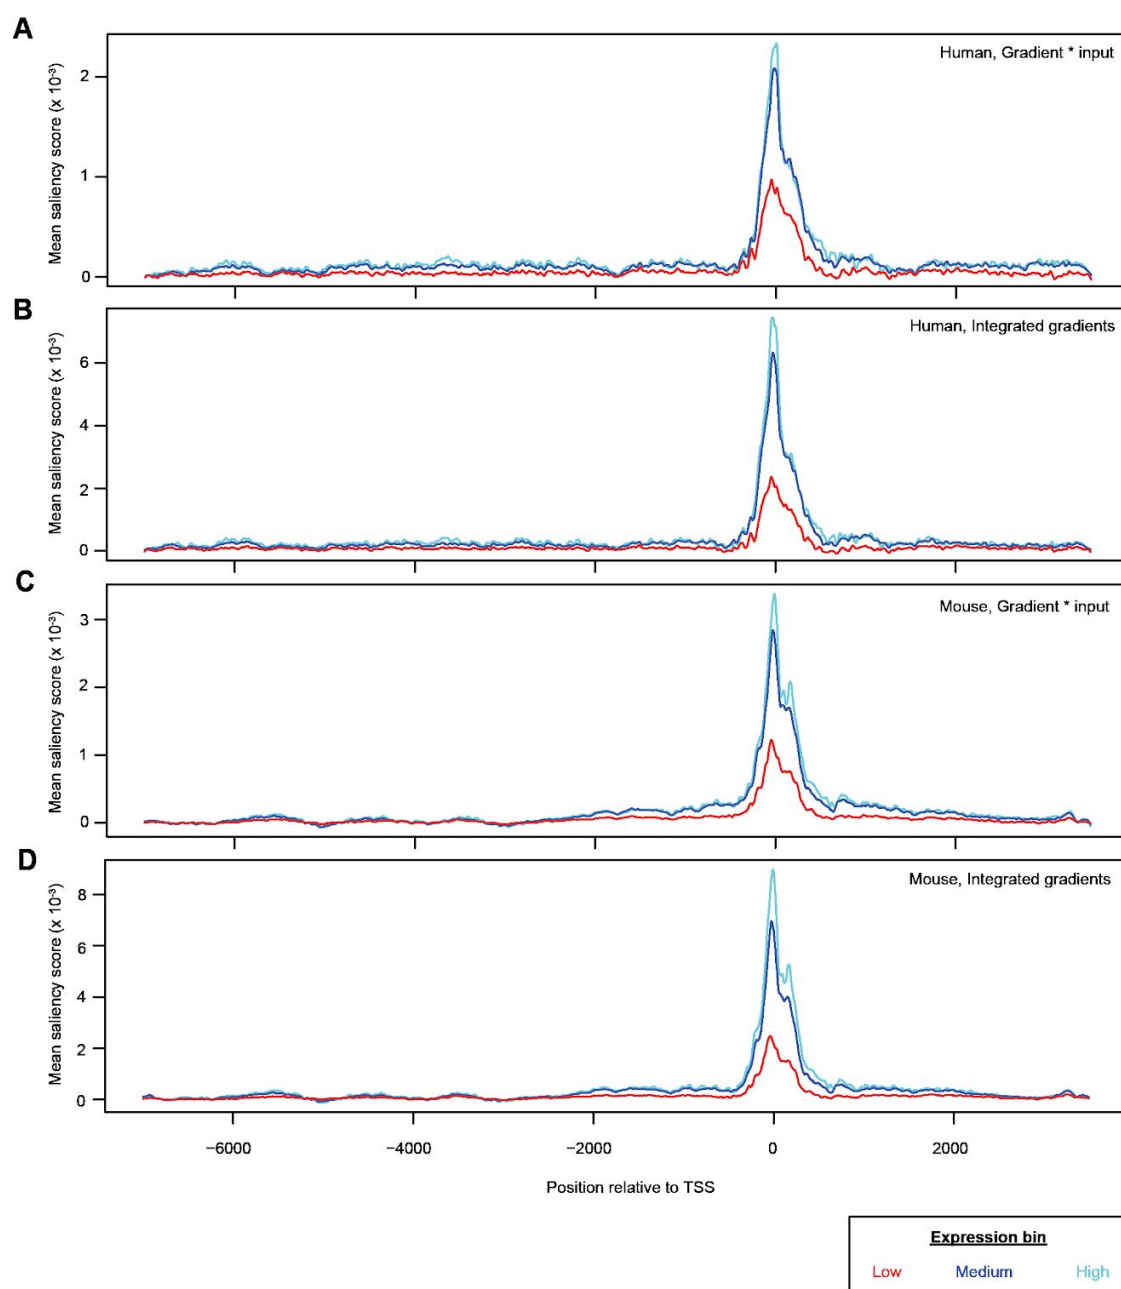 A
Mean saliency score (x 10⁻³)
2
1
0
Human, Gradient * input
B
Mean saliency score (x 10⁻³)
6
4
2
0
Human, Integrated gradients
C
Mean saliency score (x 10⁻³)
3
2
1
0
Mouse, Gradient * input
D
Mean saliency score (x 10⁻³)
8
6
4
2
0
Mouse, Integrated gradients
−6000 −4000 −2000 0 2000
Position relative to TSS
Expression bin
Low Medium High